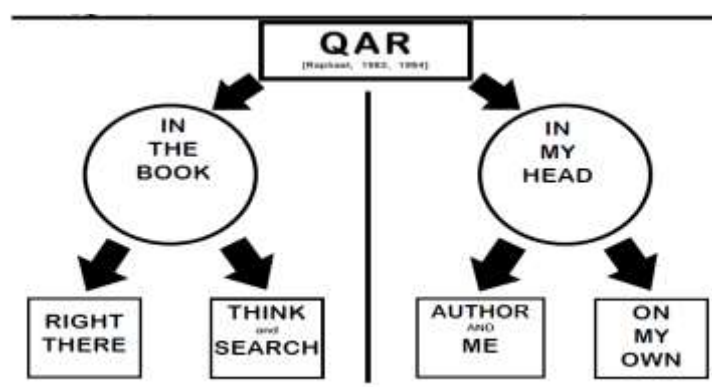 QAR
[Raphael, 1982, 1984]
IN
THE
BOOK
IN
MY
HEAD
RIGHT
THERE
THINK
and
SEARCH
AUTHOR
AND
ME
ON
MY
OWN